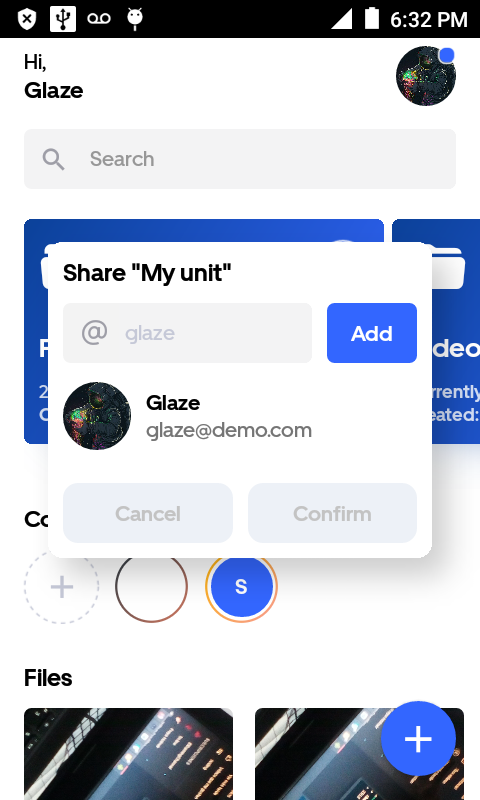 6:32 PM
Hi,
Glaze
Search
Share "My unit"
@ glaze
Add
Glaze
glaze@demo.com
Cancel
Confirm
S
Files